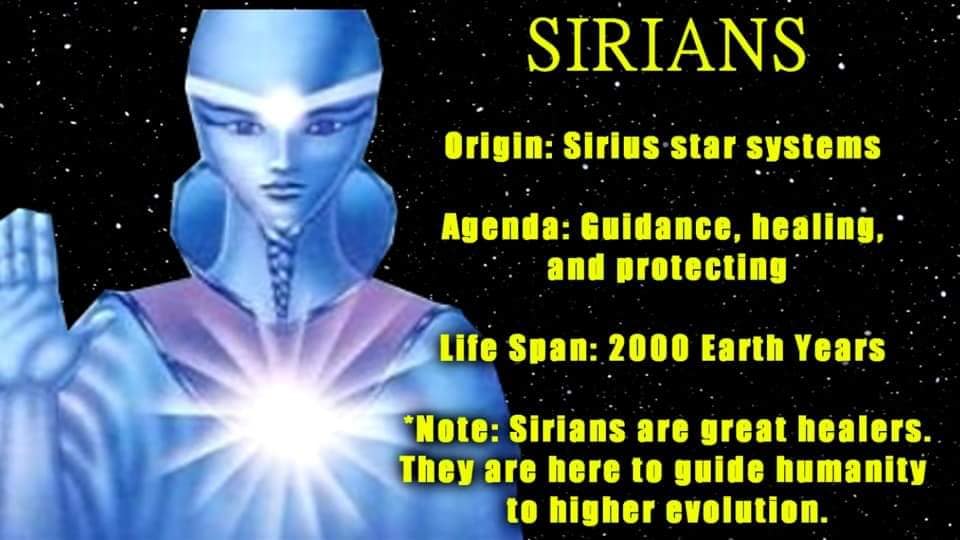 SIRIANS
Origin: Sirius star systems
Agenda: Guidance, healing,
and protecting
Life Span: 2000 Earth Years
*Note: Sirians are great healers.
They are here to guide humanity
to higher evolution.